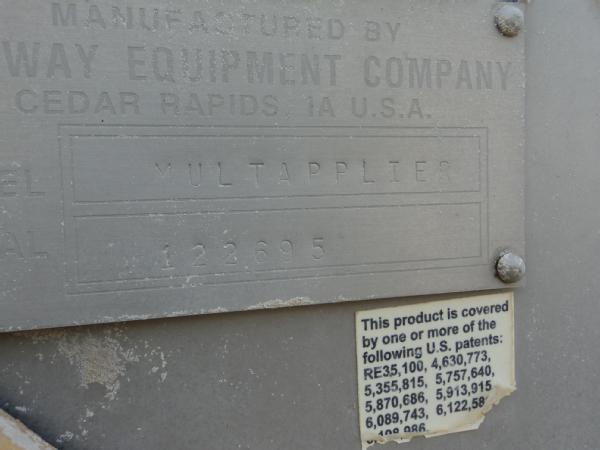 MANUFACTURED BY
WAY EQUIPMENT COMPANY
CEDAR RAPIDS, IA U.S.A.
EL MULTAPPLIER
AL 122695
This product is covered
by one or more of the
following U.S. patents:
RE35,100, 4,630,773,
5,355,815, 5,757,640,
5,870,686, 5,913,915
6,089,743, 6,122,58